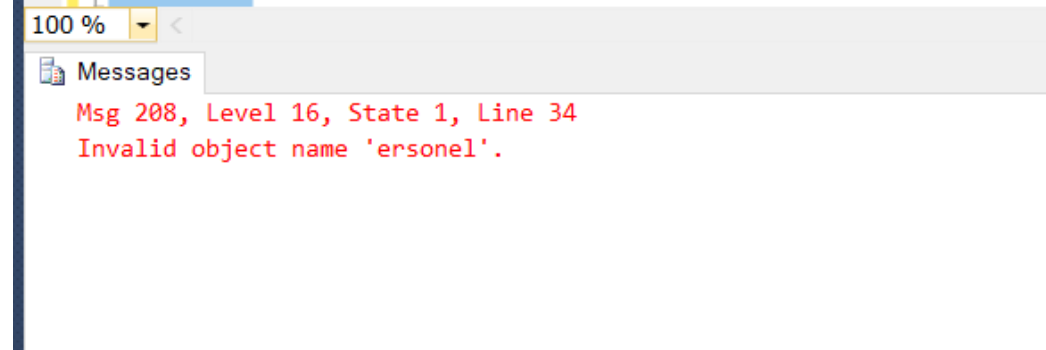 100 %
Messages
Msg 208, Level 16, State 1, Line 34
Invalid object name 'ersonel'.